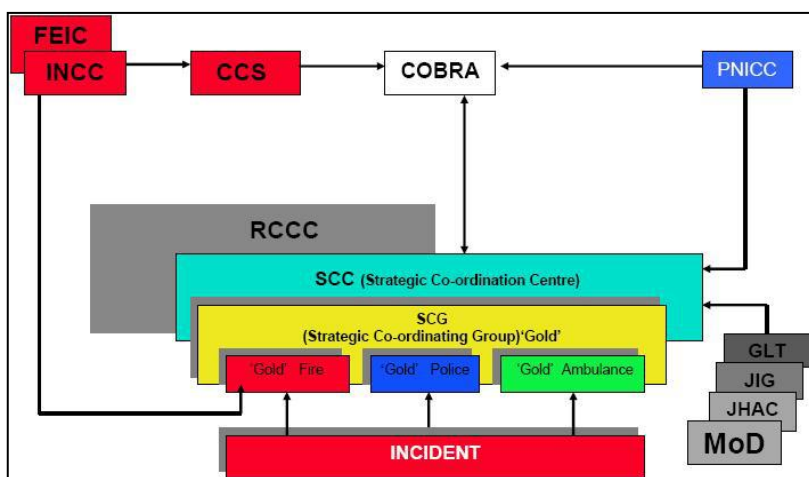 FEIC
INCC
CCS
COBRA
PNICC
RCCC
SCC (Strategic Co-ordination Centre)
SCG
(Strategic Co-ordinating Group)‘Gold’
‘Gold’ Fire
‘Gold’ Police
‘Gold’ Ambulance
GLT
JIG
JHAC
MoD
INCIDENT